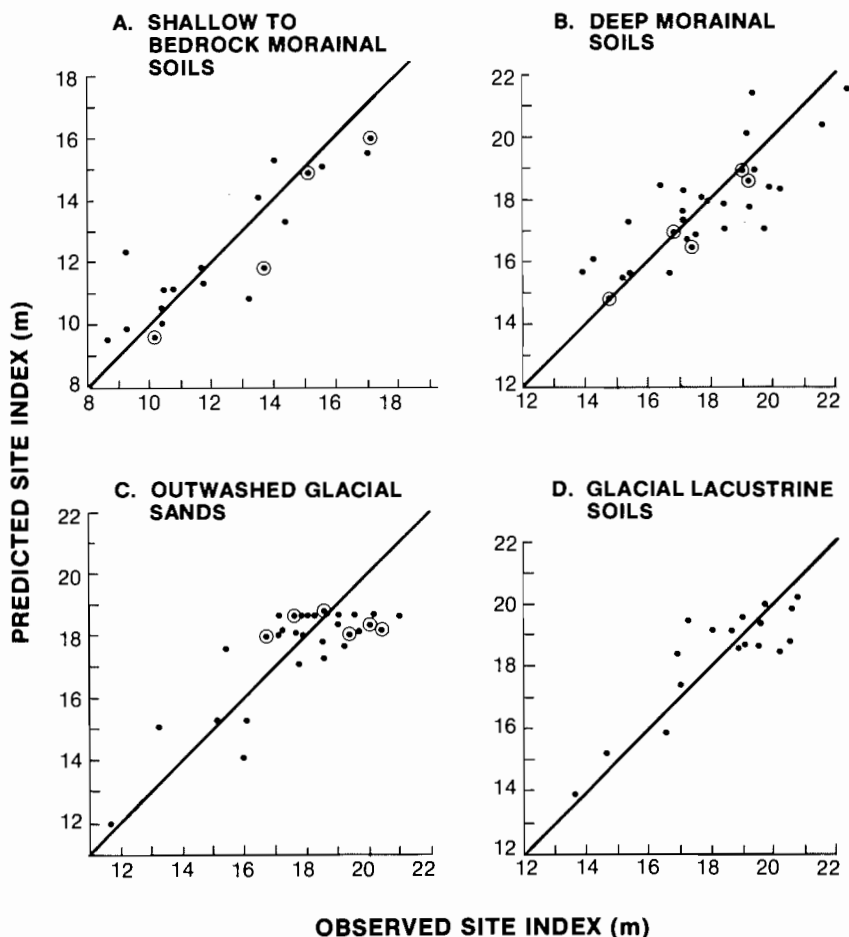 A. SHALLOW TO
BEDROCK MORAINAL
SOILS
18
16
14
12
10
8
8 10 12 14 16 18
B. DEEP MORAINAL
SOILS
22
20
18
16
14
12
12 14 16 18 20 22
C. OUTWASHED GLACIAL
SANDS
22
20
18
16
14
12
12 14 16 18 20 22
D. GLACIAL LACUSTRINE
SOILS
22
20
18
16
14
12
12 14 16 18 20 22
PREDICTED SITE INDEX (m)
OBSERVED SITE INDEX (m)